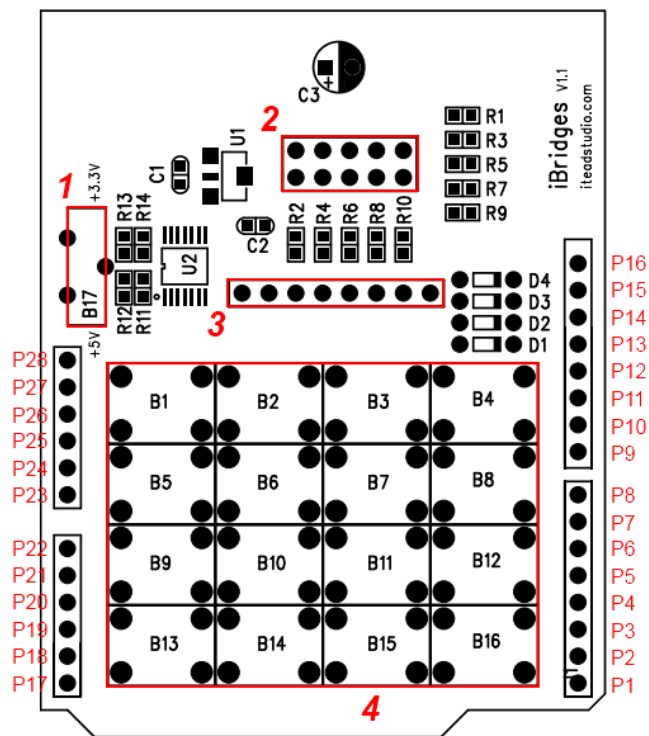 C3
+
iBridges V1.1
iteadstudio.com
2
U1
C1
R1
R3
R5
R7
R9
1
+3.3V
R13
R14
U2
C2
R2
R4
R6
R8
R10
B17
R12
R11
+5V
3
D4
D3
D2
D1
P16
P15
P14
P13
P12
P11
P10
P9
P28
P27
P26
P25
P24
P23
B1 B2 B3 B4
B5 B6 B7 B8
B9 B10 B11 B12
B13 B14 B15 B16
P8
P7
P6
P5
P4
P3
P2
P1
P22
P21
P20
P19
P18
P17
4